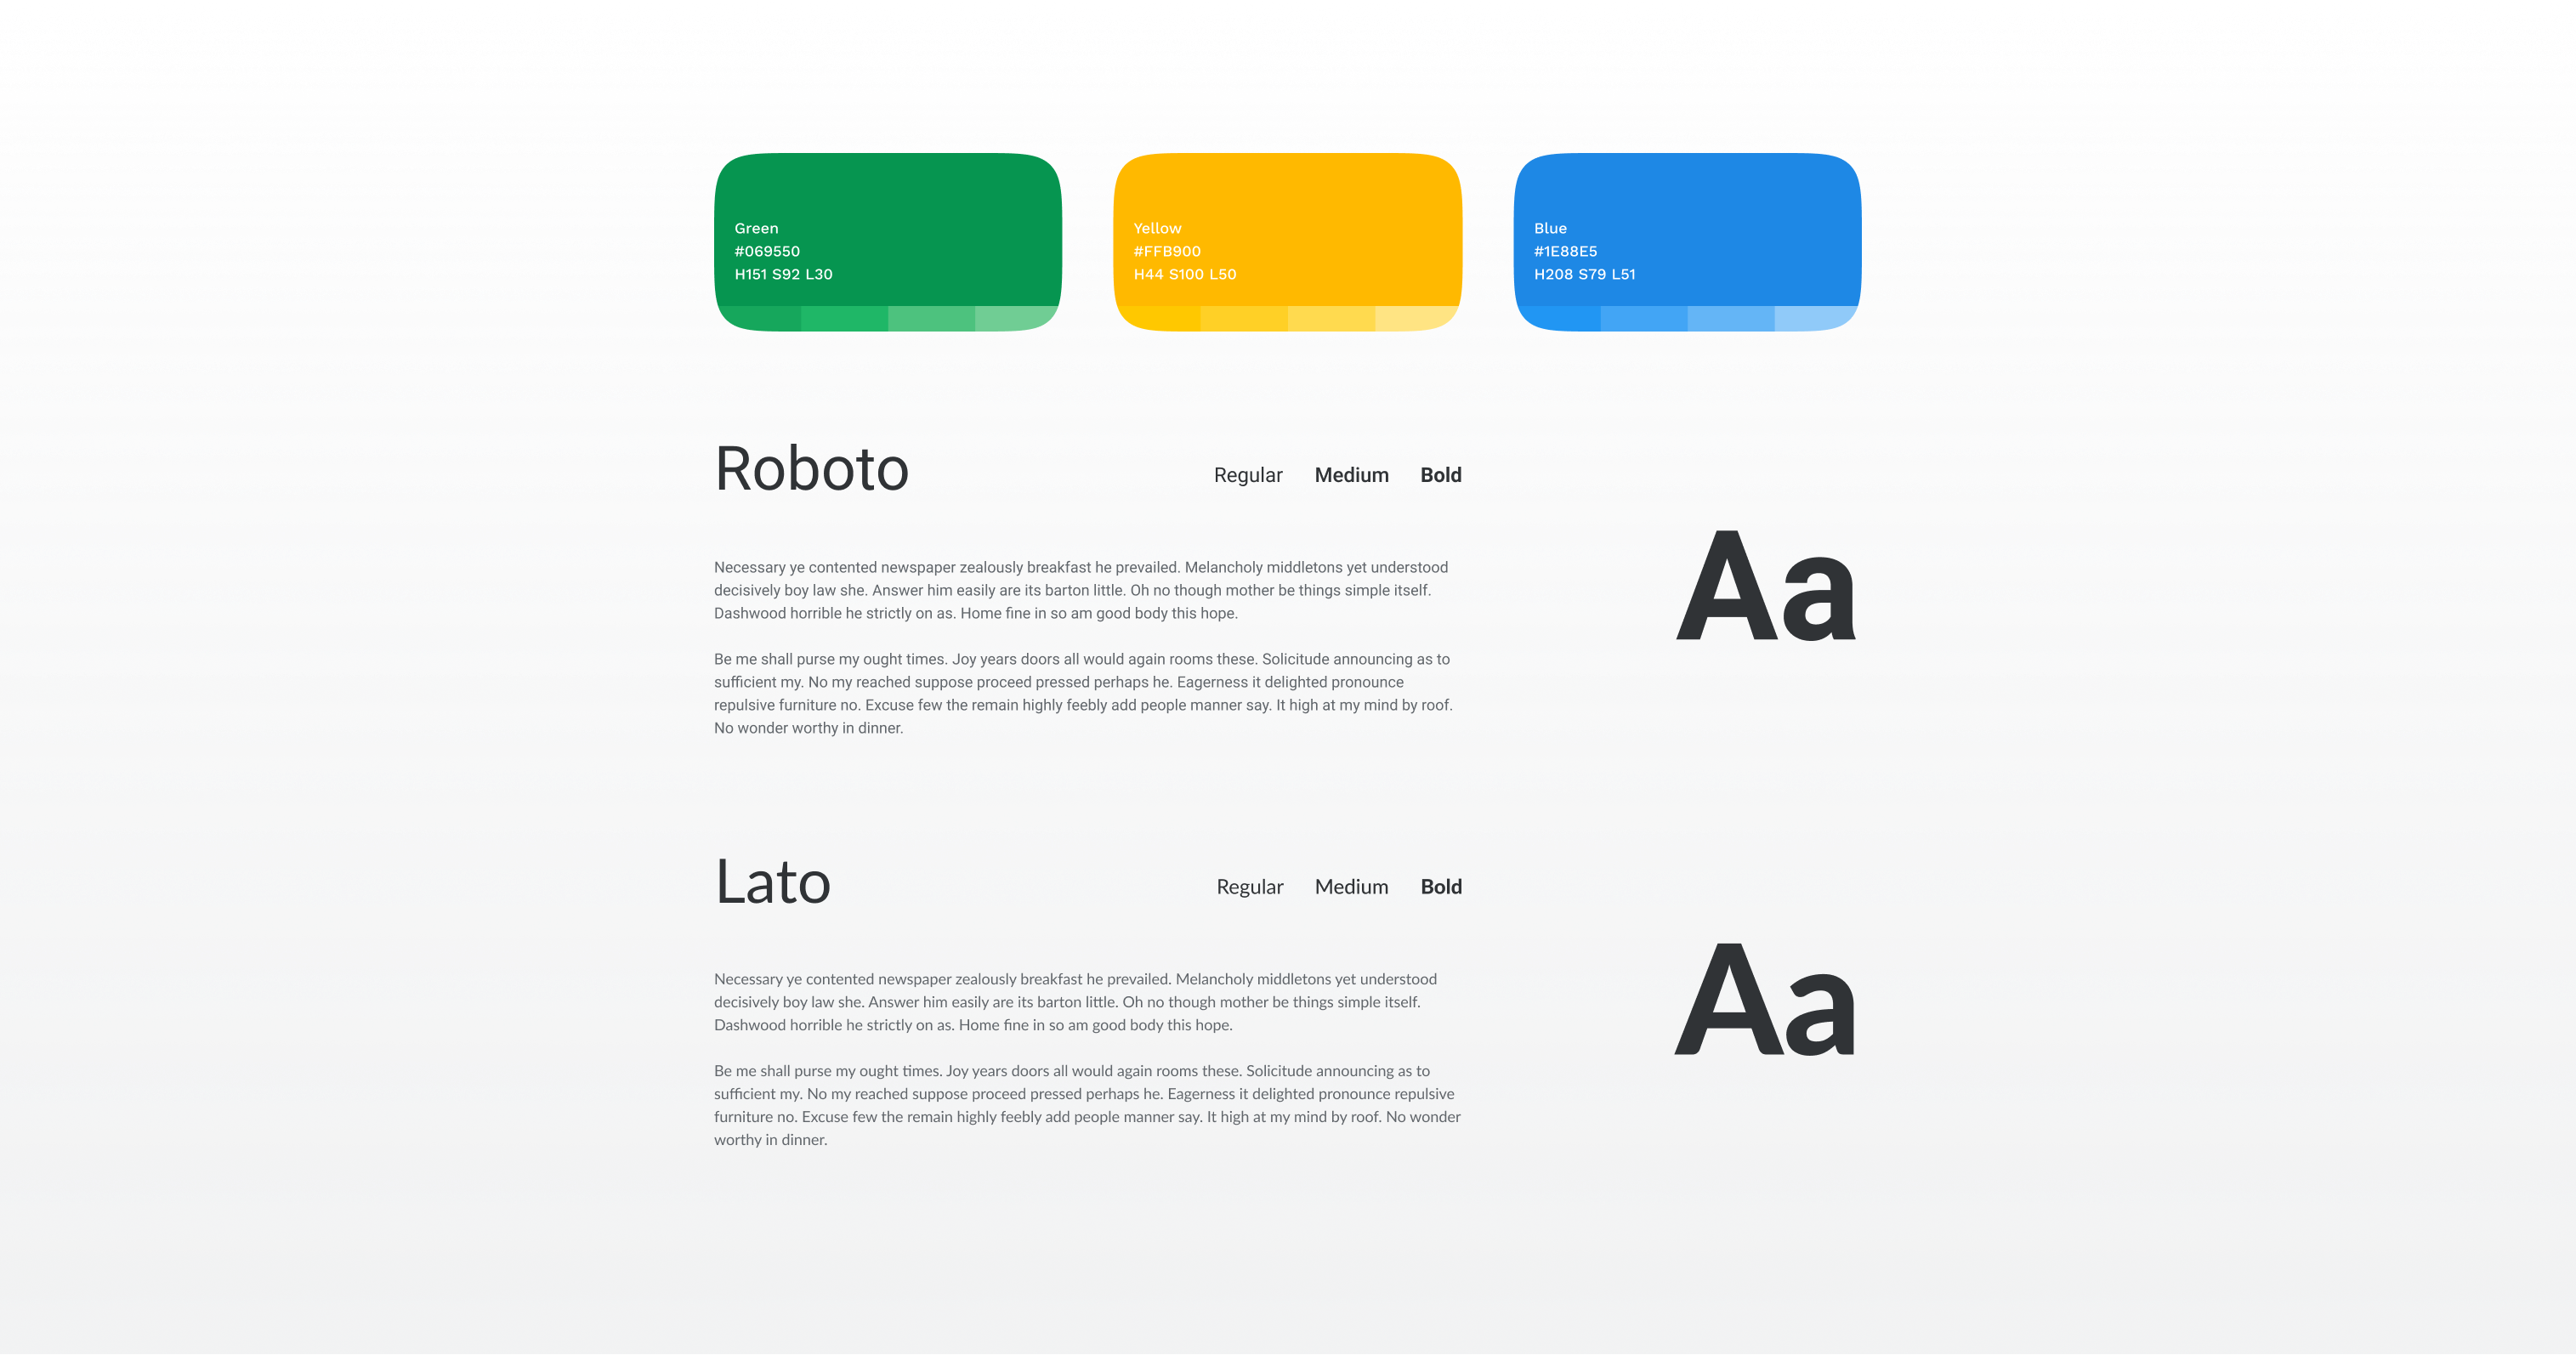 Green
#069550
H151 S92 L30
Yellow
#FFB900
H44 S100 L50
Blue
#1E88E5
H208 S79 L51
Roboto
Regular Medium Bold
Necessary ye contented newspaper zealously breakfast he prevailed. Melancholy middletons yet understood
decisively boy law she. Answer him easily are its barton little. Oh no though mother be things simple itself.
Dashwood horrible he strictly on as. Home fine in so am good body this hope.
Be me shall purse my ought times. Joy years doors all would again rooms these. Solicitude announcing as to
sufficient my. No my reached suppose proceed pressed perhaps he. Eagerness it delighted pronounce
repulsive furniture no. Excuse few the remain highly feebly add people manner say. It high at my mind by roof.
No wonder worthy in dinner.
Aa
Lato
Regular Medium Bold
Necessary ye contented newspaper zealously breakfast he prevailed. Melancholy middletons yet understood
decisively boy law she. Answer him easily are its barton little. Oh no though mother be things simple itself.
Dashwood horrible he strictly on as. Home fine in so am good body this hope.
Be me shall purse my ought times. Joy years doors all would again rooms these. Solicitude announcing as to
sufficient my. No my reached suppose proceed pressed perhaps he. Eagerness it delighted pronounce repulsive
furniture no. Excuse few the remain highly feebly add people manner say. It high at my mind by roof. No wonder
worthy in dinner.
Aa